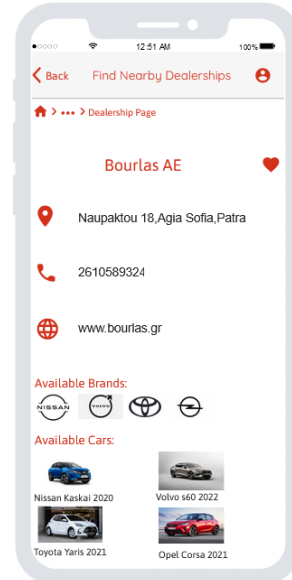 12:51 AM
100%
Back
Find Nearby Dealerships
> ••• > Dealership Page
Bourlas AE
Naupaktou 18,Agia Sofia,Patra
2610589324
www.bourlas.gr
Available Brands:
NISSAN VOLVO
Available Cars:
Nissan Kaskai 2020
Volvo s60 2022
Toyota Yaris 2021
Opel Corsa 2021